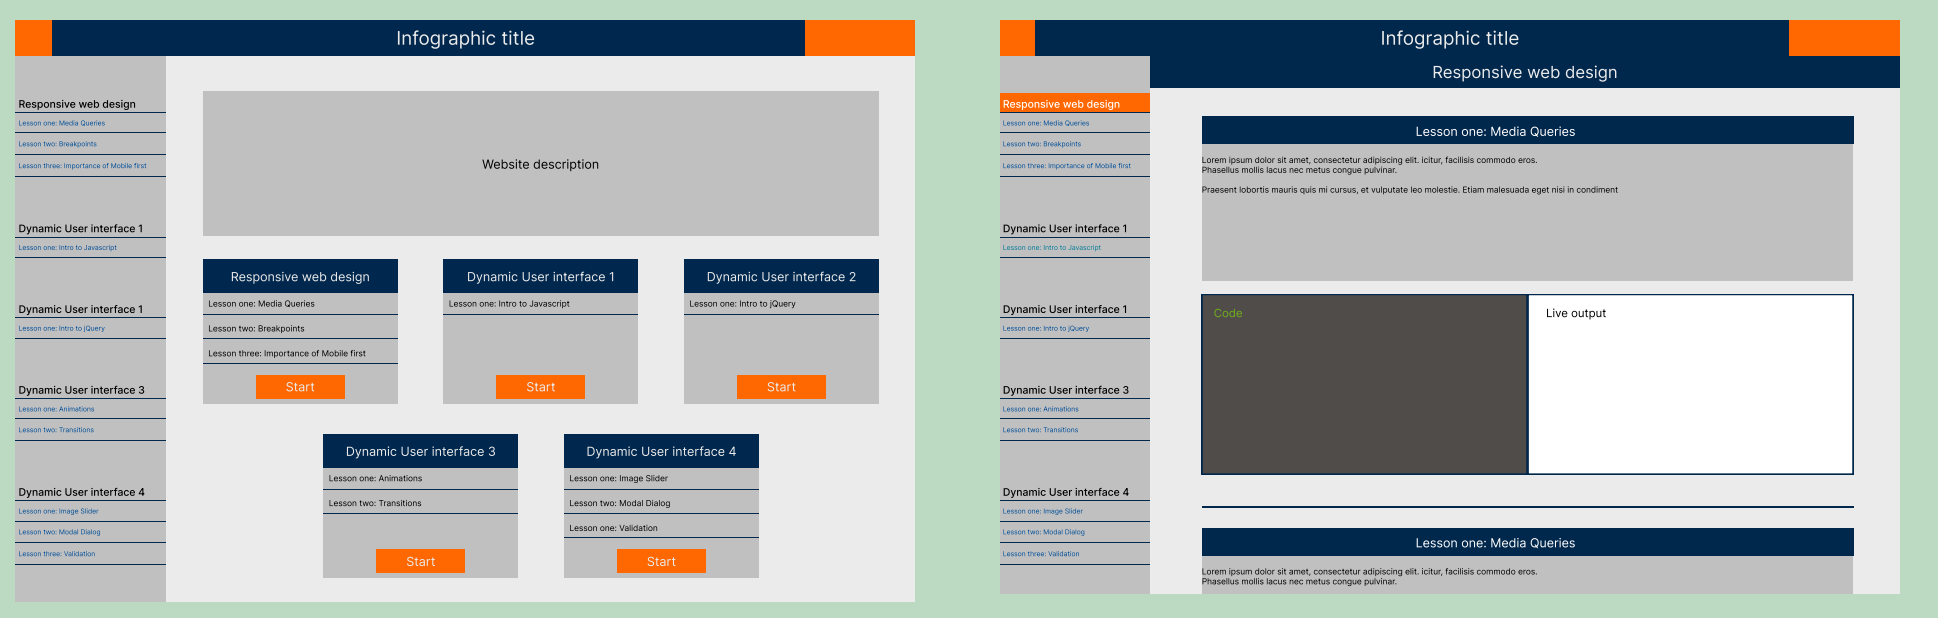 Infographic title
Responsive web design
Lesson one: Media Queries
Lesson two: Breakpoints
Lesson three: Importance of Mobile first
Dynamic User interface 1
Lesson one: Intro to Javascript
Dynamic User interface 1
Lesson one: Intro to jQuery
Dynamic User interface 3
Lesson one: Animations
Lesson two: Transitions
Dynamic User interface 4
Lesson one: Image Slider
Lesson two: Modal Dialog
Lesson three: Validation
Website description
Responsive web design
Lesson one: Media Queries
Lesson two: Breakpoints
Lesson three: Importance of Mobile first
Start
Dynamic User interface 1
Lesson one: Intro to Javascript
Start
Dynamic User interface 2
Lesson one: Intro to jQuery
Start
Dynamic User interface 3
Lesson one: Animations
Lesson two: Transitions
Start
Dynamic User interface 4
Lesson one: Image Slider
Lesson two: Modal Dialog
Lesson one: Validation
Start
Infographic title
Responsive web design
Responsive web design
Lesson one: Media Queries
Lesson two: Breakpoints
Lesson three: Importance of Mobile first
Dynamic User interface 1
Lesson one: Intro to Javascript
Dynamic User interface 1
Lesson one: Intro to jQuery
Dynamic User interface 3
Lesson one: Animations
Lesson two: Transitions
Dynamic User interface 4
Lesson one: Image Slider
Lesson two: Modal Dialog
Lesson three: Validation
Lesson one: Media Queries
Lorem ipsum dolor sit amet, consectetur adipiscing elit. icitur, facilisis commodo eros.
Phasellus mollis lacus nec metus congue pulvinar.
Praesent lobortis mauris quis mi cursus, et vulputate leo molestie. Etiam malesuada eget nisi in condiment
Code
Live output
Lesson one: Media Queries
Lorem ipsum dolor sit amet, consectetur adipiscing elit. icitur, facilisis commodo eros.
Phasellus mollis lacus nec metus congue pulvinar.